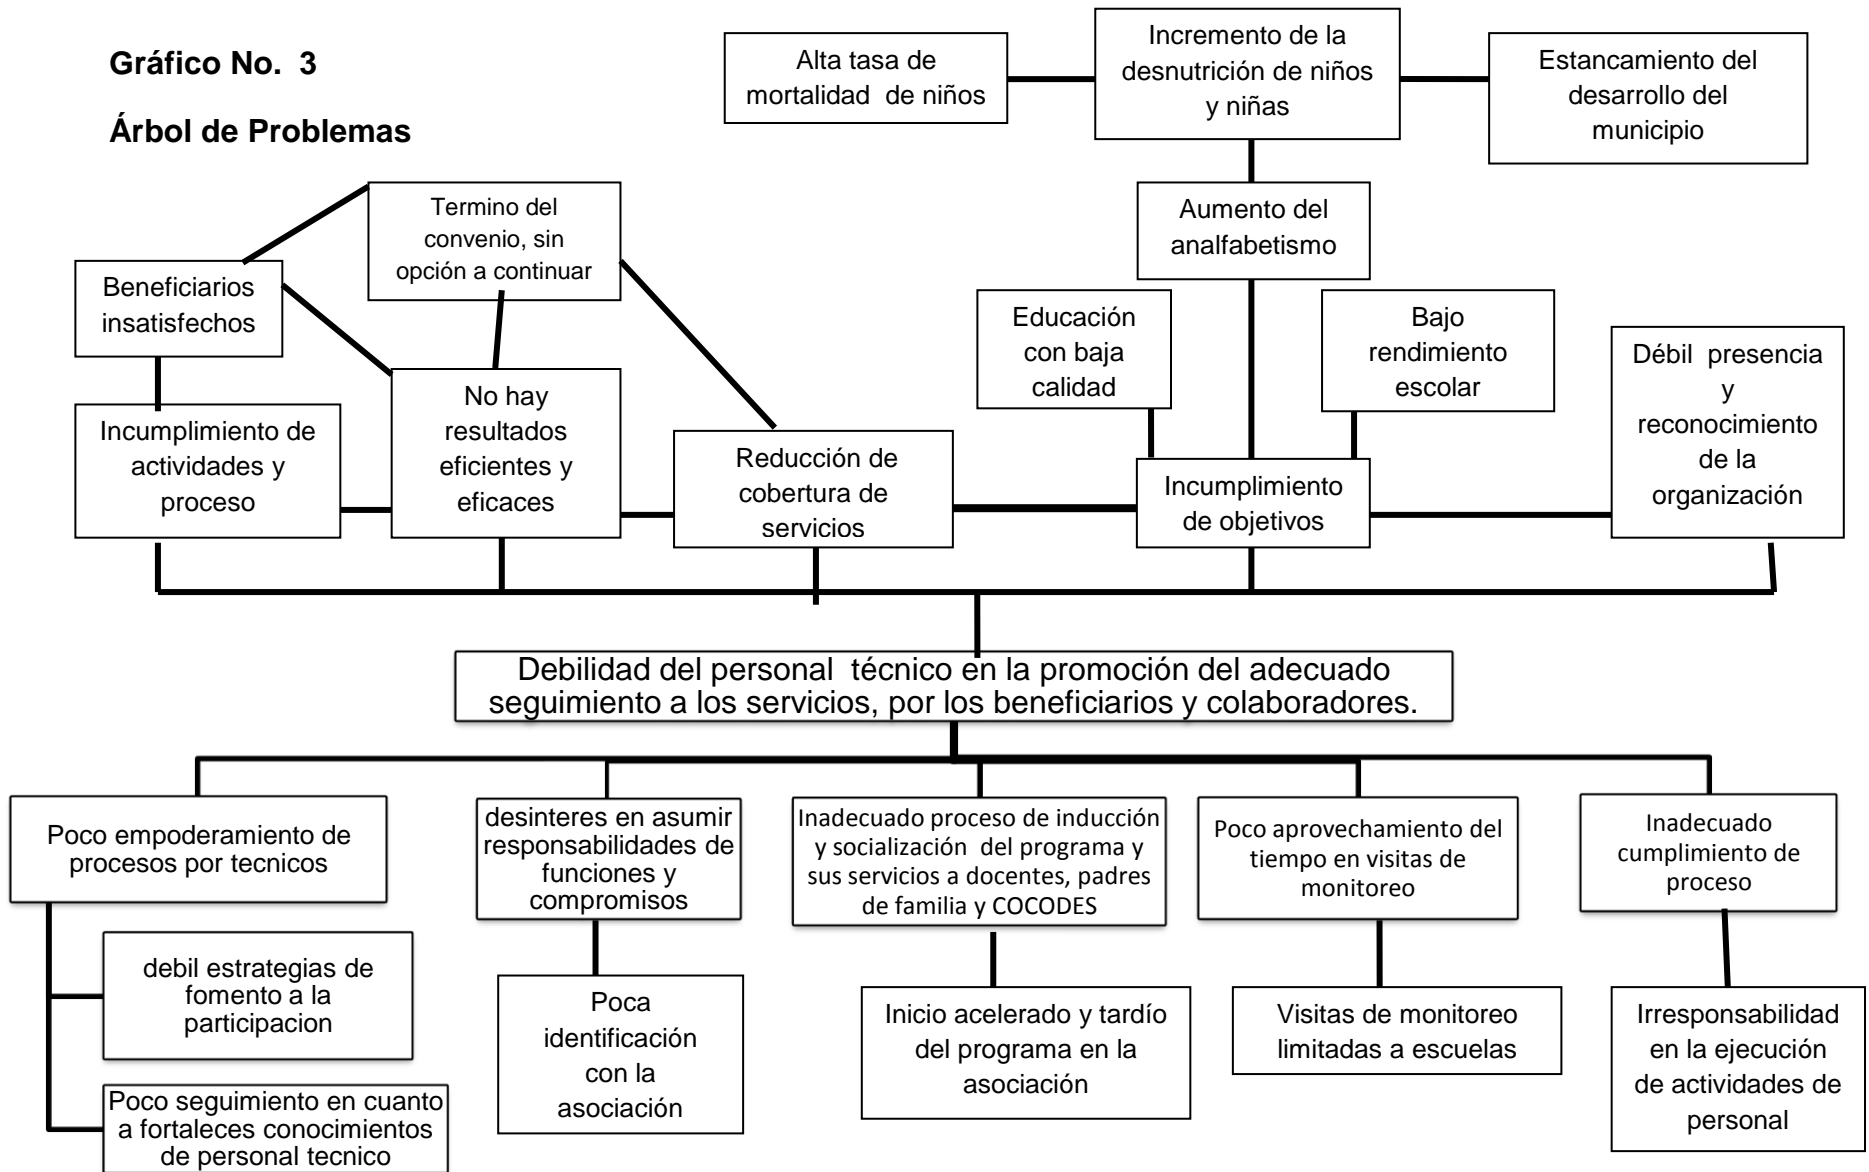 Gráfico No. 3
Árbol de Problemas
Alta tasa de
mortalidad de niños
Incremento de la
desnutrición de niños
y niñas
Estancamiento del
desarrollo del
municipio
Termino del
convenio, sin
opción a continuar
Aumento del
analfabetismo
Beneficiarios
insatisfechos
Educación
con baja
calidad
Bajo
rendimiento
escolar
Débil presencia
y
reconocimiento
de la
organización
Incumplimiento de
actividades y
proceso
No hay
resultados
eficientes y
eficaces
Reducción de
cobertura de
servicios
Incumplimiento
de objetivos
Debilidad del personal técnico en la promoción del adecuado
seguimiento a los servicios, por los beneficiarios y colaboradores.
Poco empoderamiento de
procesos por tecnicos
desinteres en asumir
responsabilidades de
funciones y
compromisos
Inadecuado proceso de inducción
y socialización del programa y
sus servicios a docentes, padres
de familia y COCODES
Poco aprovechamiento del
tiempo en visitas de
monitoreo
Inadecuado
cumplimiento de
proceso
debil estrategias de
fomento a la
participacion
Poco seguimiento en cuanto
a fortaleces conocimientos
de personal tecnico
Poca
identificación
con la
asociación
Inicio acelerado y tardío
del programa en la
asociación
Visitas de monitoreo
limitadas a escuelas
Irresponsabilidad
en la ejecución
de actividades de
personal